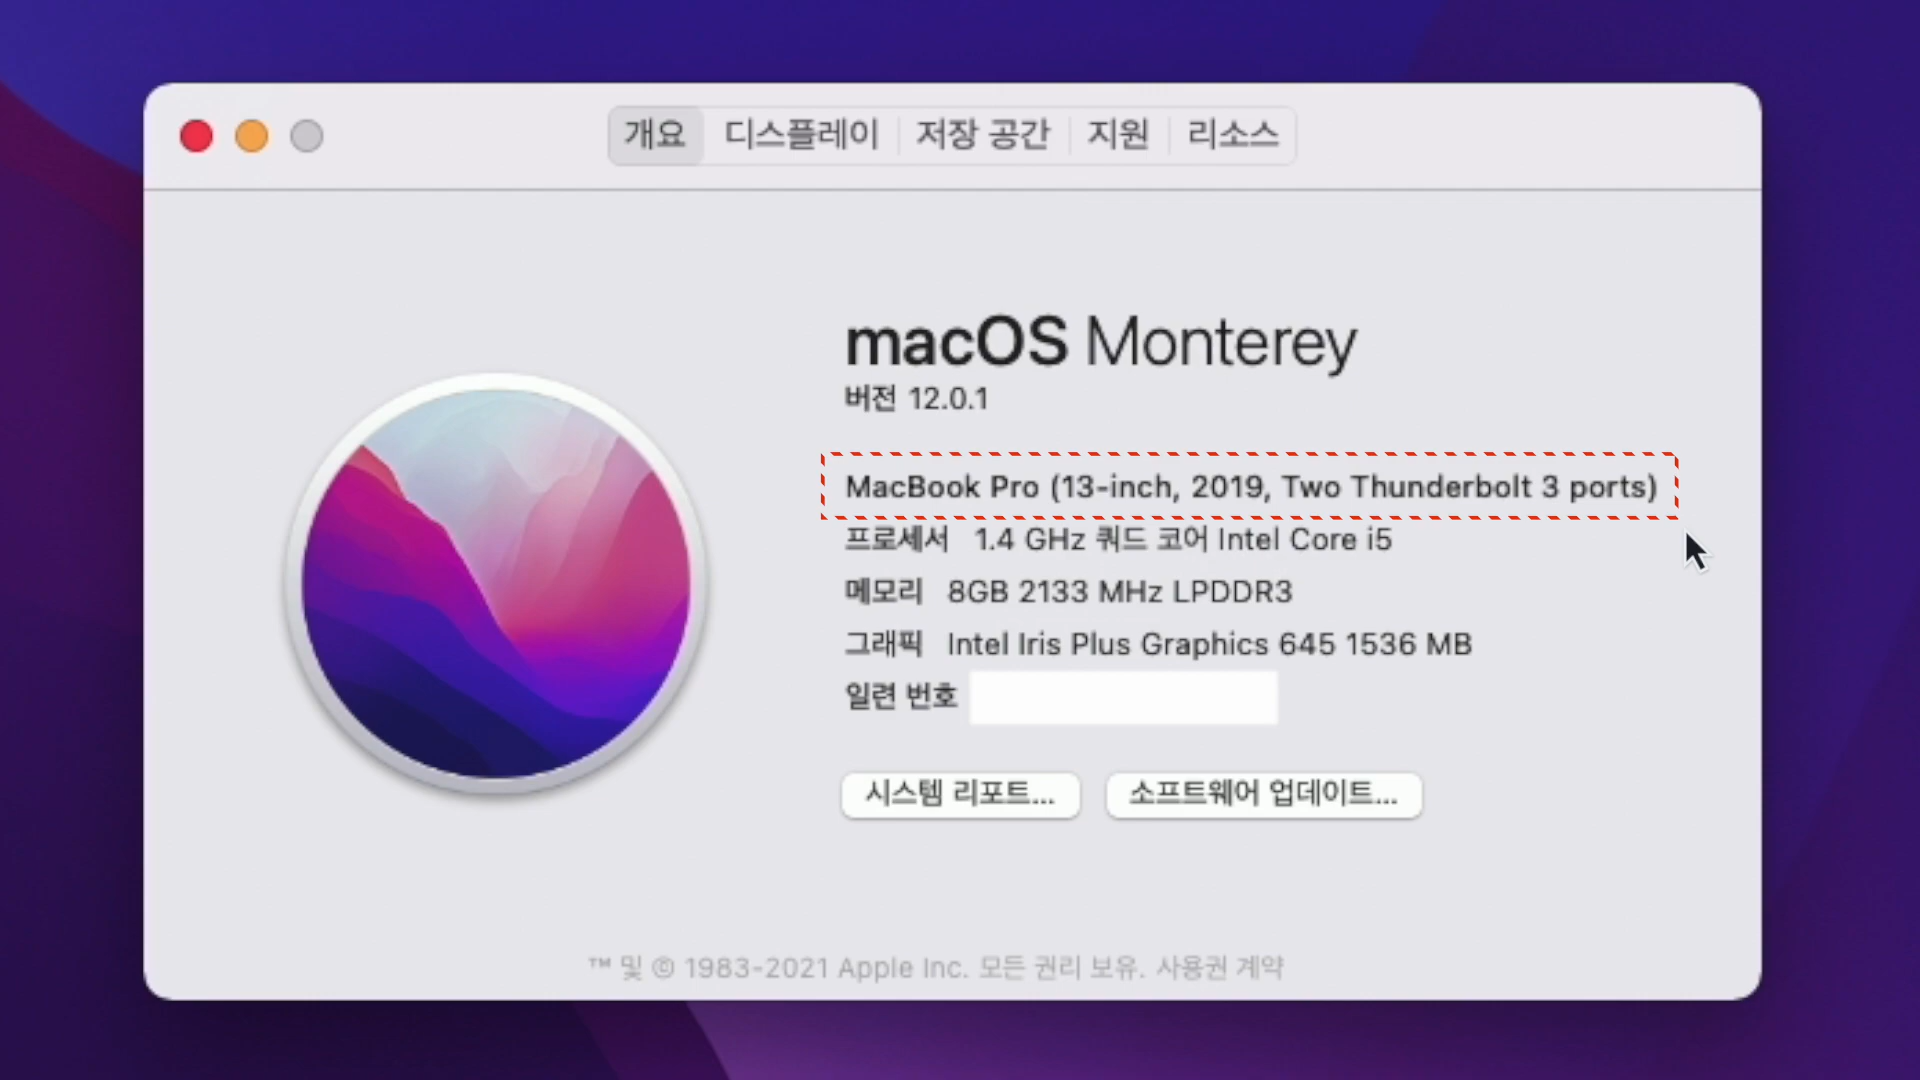 개요 디스플레이 저장 공간 지원 리소스
macOS Monterey
버전 12.0.1
MacBook Pro (13-inch, 2019, Two Thunderbolt 3 ports)
프로세서 1.4 GHz 쿼드 코어 Intel Core i5
메모리 8GB 2133 MHz LPDDR3
그래픽 Intel Iris Plus Graphics 645 1536 MB
일련 번호
시스템 리포트... 소프트웨어 업데이트...
™ 및 © 1983-2021 Apple Inc. 모든 권리 보유. 사용권 계약